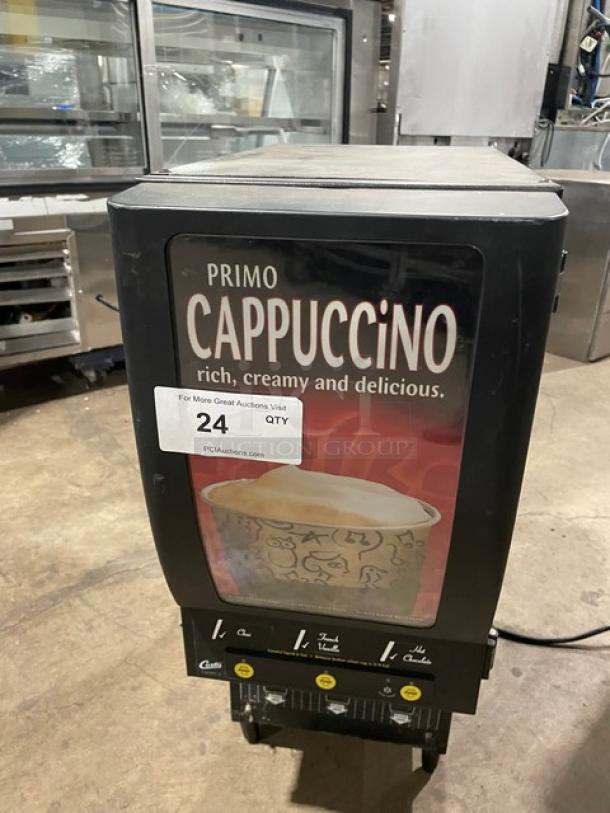 PRIMO
CAPPUCCiNO
rich, creamy and delicious.
For More Great Auctions Visit
24 QTY
PCIAuctions.com
AUCTION GROUP
French
Vanilla
Hot
Chocolate
Curtis